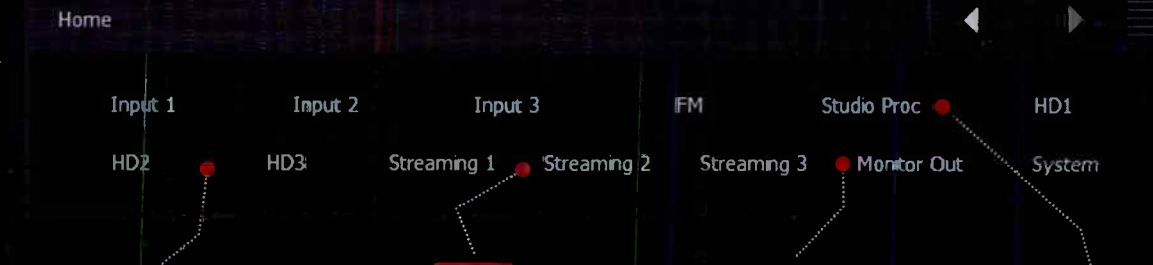 Home
Input 1 Input 2 Input 3 FM Studio Proc HD1
HD2 HD3 Streaming 1 Streaming 2 Streaming 3 Monitor Out System